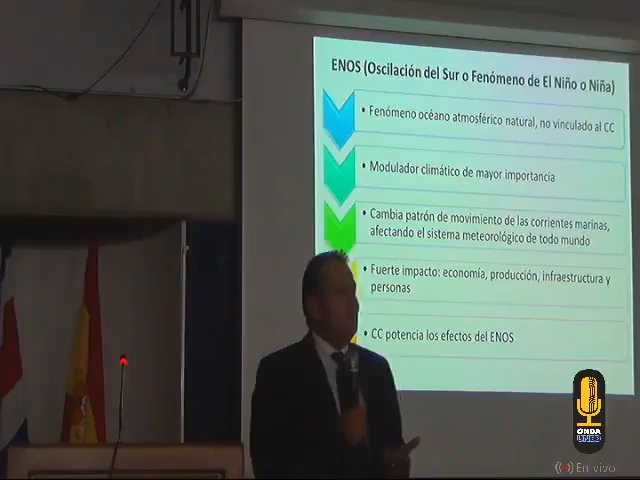 ENOS (Oscilación del Sur o Fenómeno de El Niño o Niña)
• Fenómeno océano atmosférico natural, no vinculado al CC
• Modulador climático de mayor importancia
• Cambia patrón de movimiento de las corrientes marinas,
afectando el sistema meteorológico de todo mundo
• Fuerte impacto: economía, producción, infraestructura y
personas
• CC potencia los efectos del ENOS
ONDA
UNED
En vivo